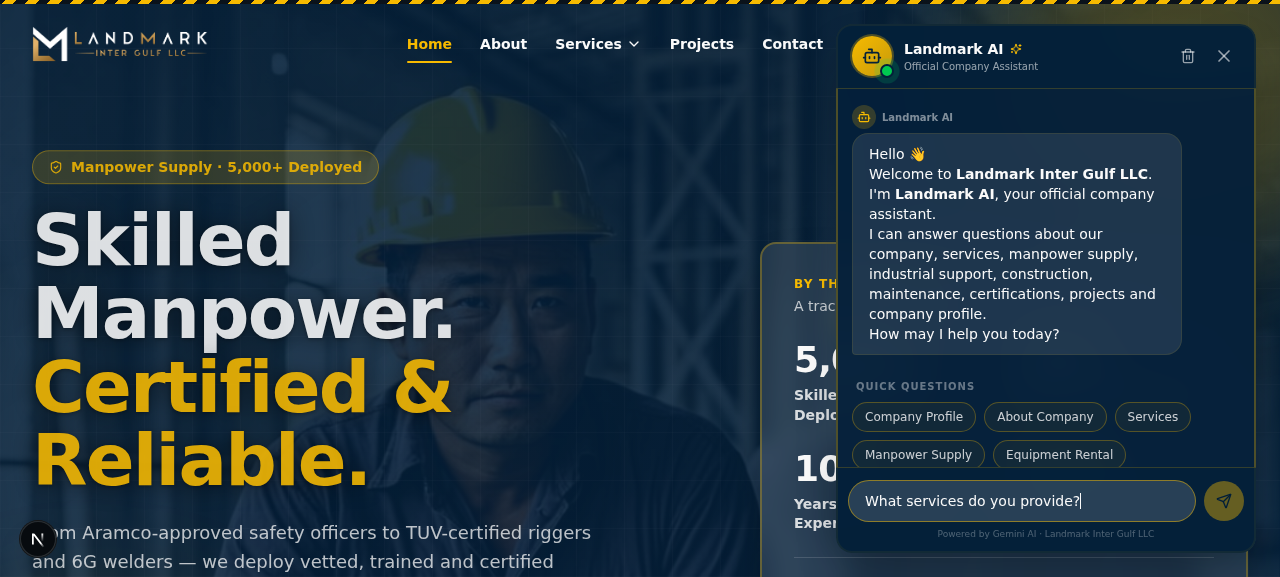 LANDMARK
INTER GULF LLC
Home
About
Services
Projects
Contact
Manpower Supply · 5,000+ Deployed
Skilled
Manpower.
Certified &
Reliable.
om Aramco-approved safety officers to TUV-certified riggers
and 6G welders — we deploy vetted, trained and certified
N
BY TH
A trac
5,
Skille
Deplo
10
Years
Exper
Landmark AI
Official Company Assistant
Landmark AI
Hello 👋
Welcome to Landmark Inter Gulf LLC.
I'm Landmark AI, your official company
assistant.
I can answer questions about our
company, services, manpower supply,
industrial support, construction,
maintenance, certifications, projects and
company profile.
How may I help you today?
QUICK QUESTIONS
Company Profile
About Company
Services
Manpower Supply
Equipment Rental
What services do you provide?
Powered by Gemini AI · Landmark Inter Gulf LLC